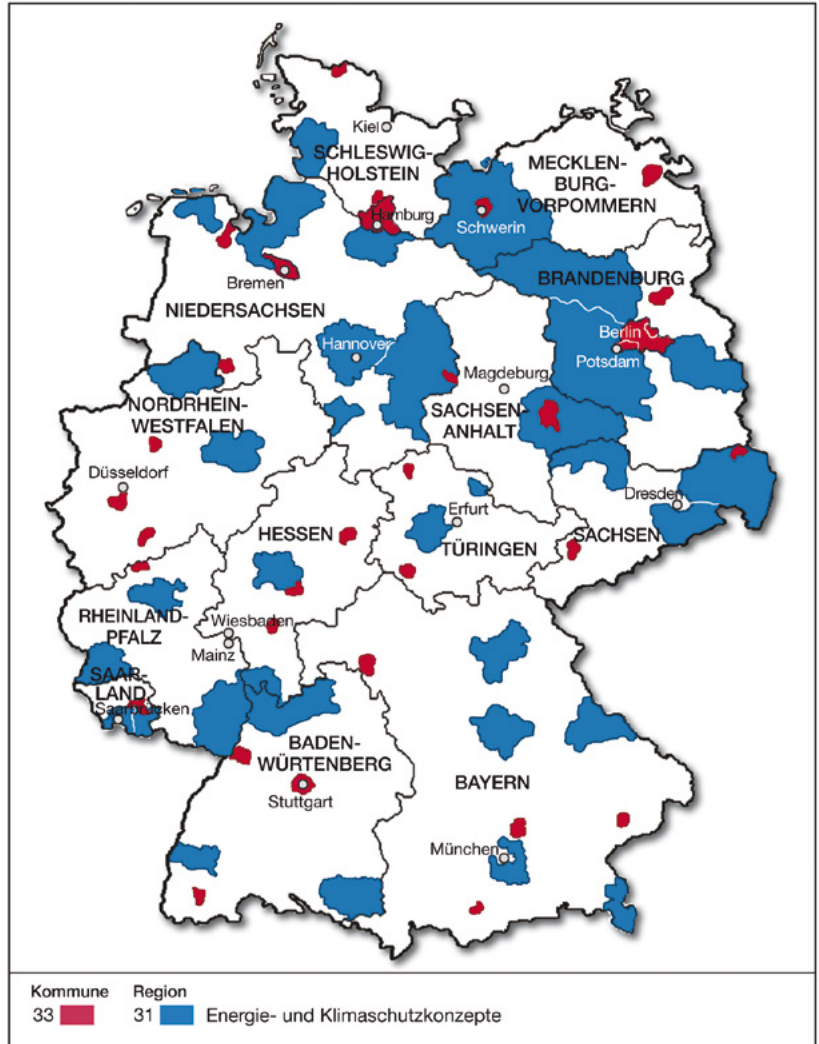 Kiel
SCHLESWIG-
HOLSTEIN
MECKLEN-
BURG-
VORPOMMERN
Hamburg
Schwerin
Bremen
BRANDENBURG
NIEDERSACHSEN
Berlin
Potsdam
Hannover
Magdeburg
SACHSEN-
ANHALT
NORDRHEIN-
WESTFALEN
Düsseldorf
Dresden
Erfurt
HESSEN
TÜRINGEN
SACHSEN
RHEINLAND-
PFALZ
Wiesbaden
Mainz
SAAR-
LAND
Saarbrücken
BADEN-
WÜRTENBERG
Stuttgart
BAYERN
München
Kommune Region
33 31 Energie- und Klimaschutzkonzepte